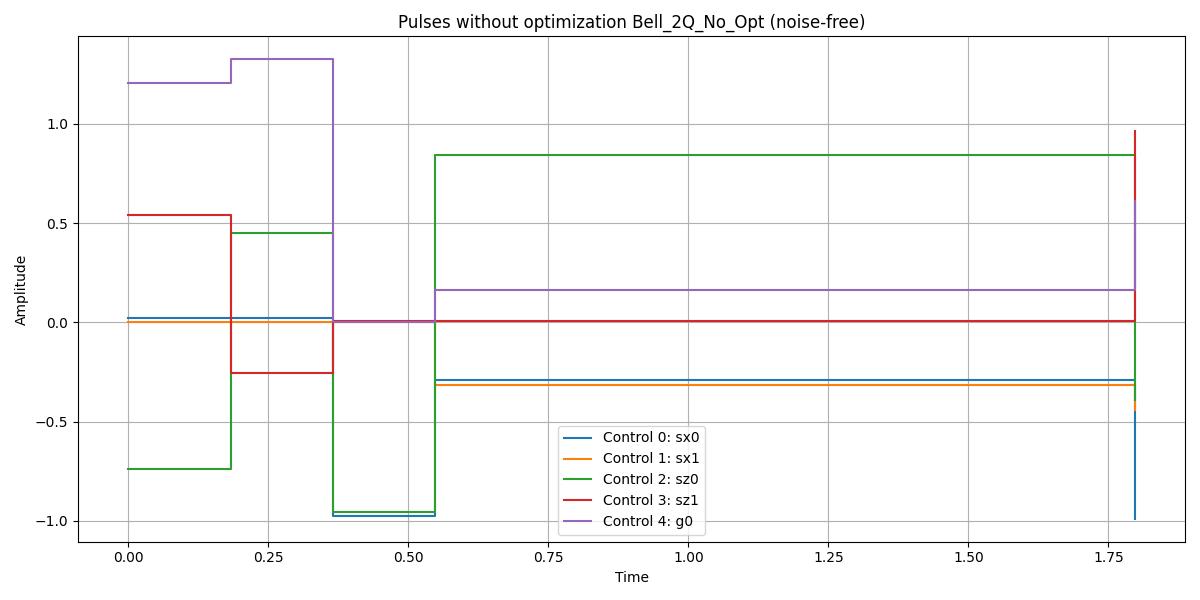 Pulses without optimization Bell_2Q_No_Opt (noise-free)
Amplitude
1.0
0.5
0.0
−0.5
−1.0
Control 0: sx0
Control 1: sx1
Control 2: sz0
Control 3: sz1
Control 4: g0
0.00 0.25 0.50 0.75 1.00 1.25 1.50 1.75
Time